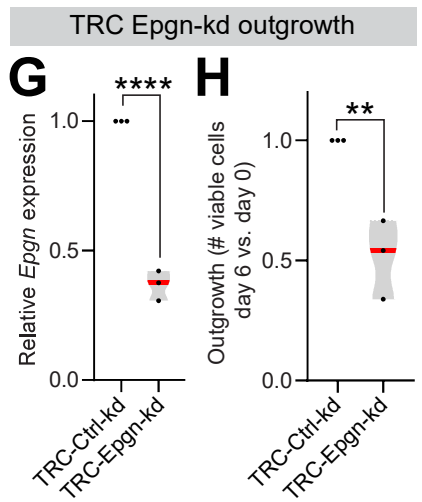 TRC Epgn-kd outgrowth
G
Relative Epgn expression
1.0
0.5
0.0
****
TRC-Ctrl-kd
TRC-Epgn-kd
H
Outgrowth (# viable cells
day 6 vs. day 0)
1.0
0.5
0.0
**
TRC-Ctrl-kd
TRC-Epgn-kd